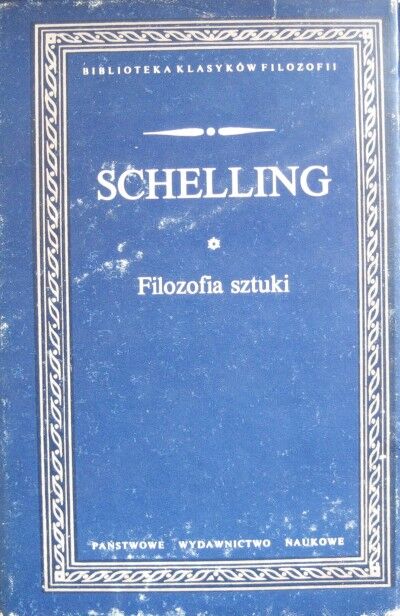 BIBLIOTEKA KLASYKÓW FILOZOFII
SCHELLING
Filozofia sztuki
PAŃSTWOWE WYDAWNICTWO NAUKOWE